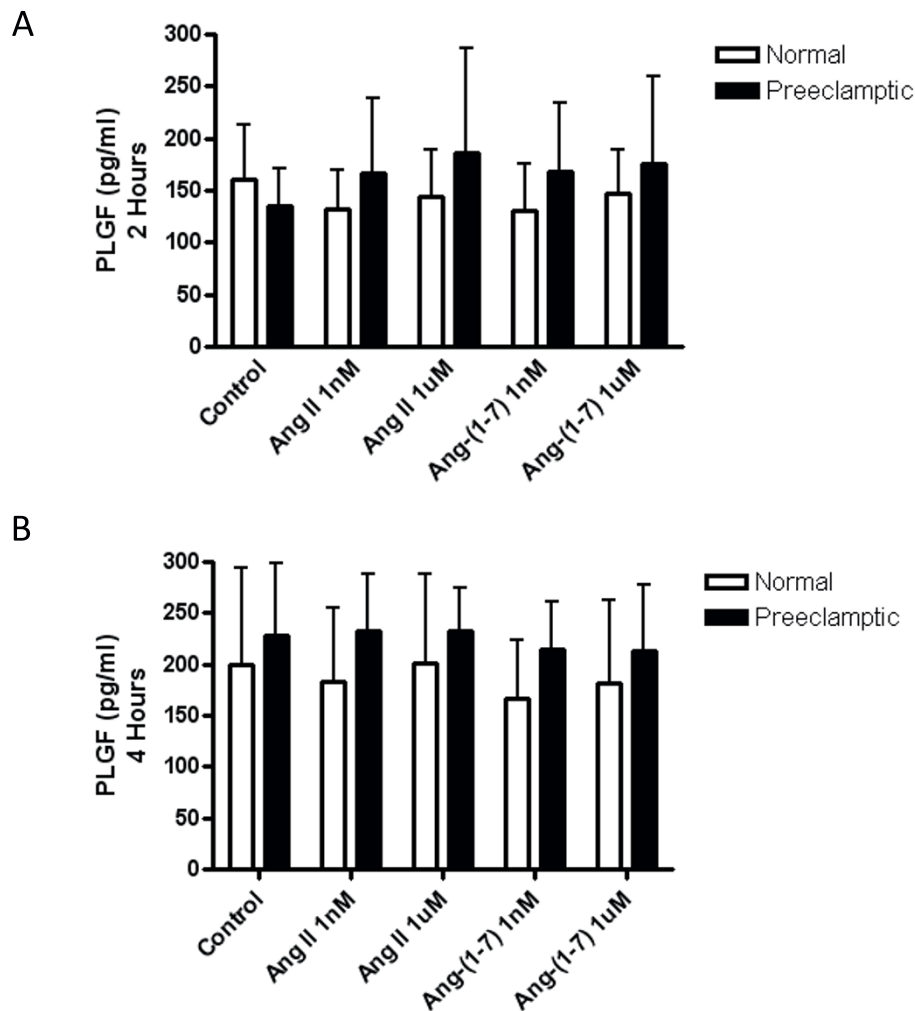 A
PLGF (pg/ml)
2 Hours
300
250
200
150
100
50
0
Normal
Preeclamptic
Control
Ang II 1nM
Ang II 1uM
Ang-(1-7) 1nM
Ang-(1-7) 1uM
B
PLGF (pg/ml)
4 Hours
300
250
200
150
100
50
0
Normal
Preeclamptic
Control
Ang II 1nM
Ang II 1uM
Ang-(1-7) 1nM
Ang-(1-7) 1uM